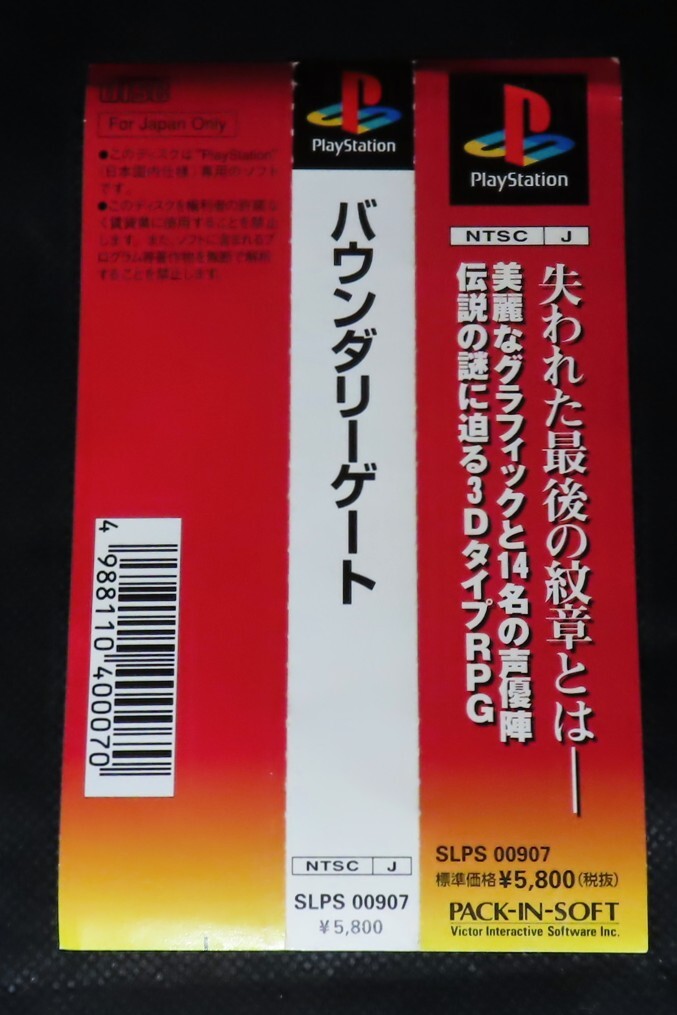 disc
For Japan Only
●このディスクは"PlayStation"
(日本国内仕様)専用のソフト
です。
●このディスクを権利者の許諾な
く賃貸業に使用することを禁止
します。また、ソフトに含まれるプ
ログラム等著作物を無断で解析
することを禁止します。
4 988110 400070
PlayStation
バウンダリーゲート
NTSC J
SLPS 00907
¥5,800
PlayStation
NTSC J
失われた最後の紋章とは——
美麗なグラフィックと14名の声優陣
伝説の謎に迫る3DタイプRPG
SLPS 00907
標準価格¥5,800(税抜)
PACK-IN-SOFT
Victor Interactive Software Inc.